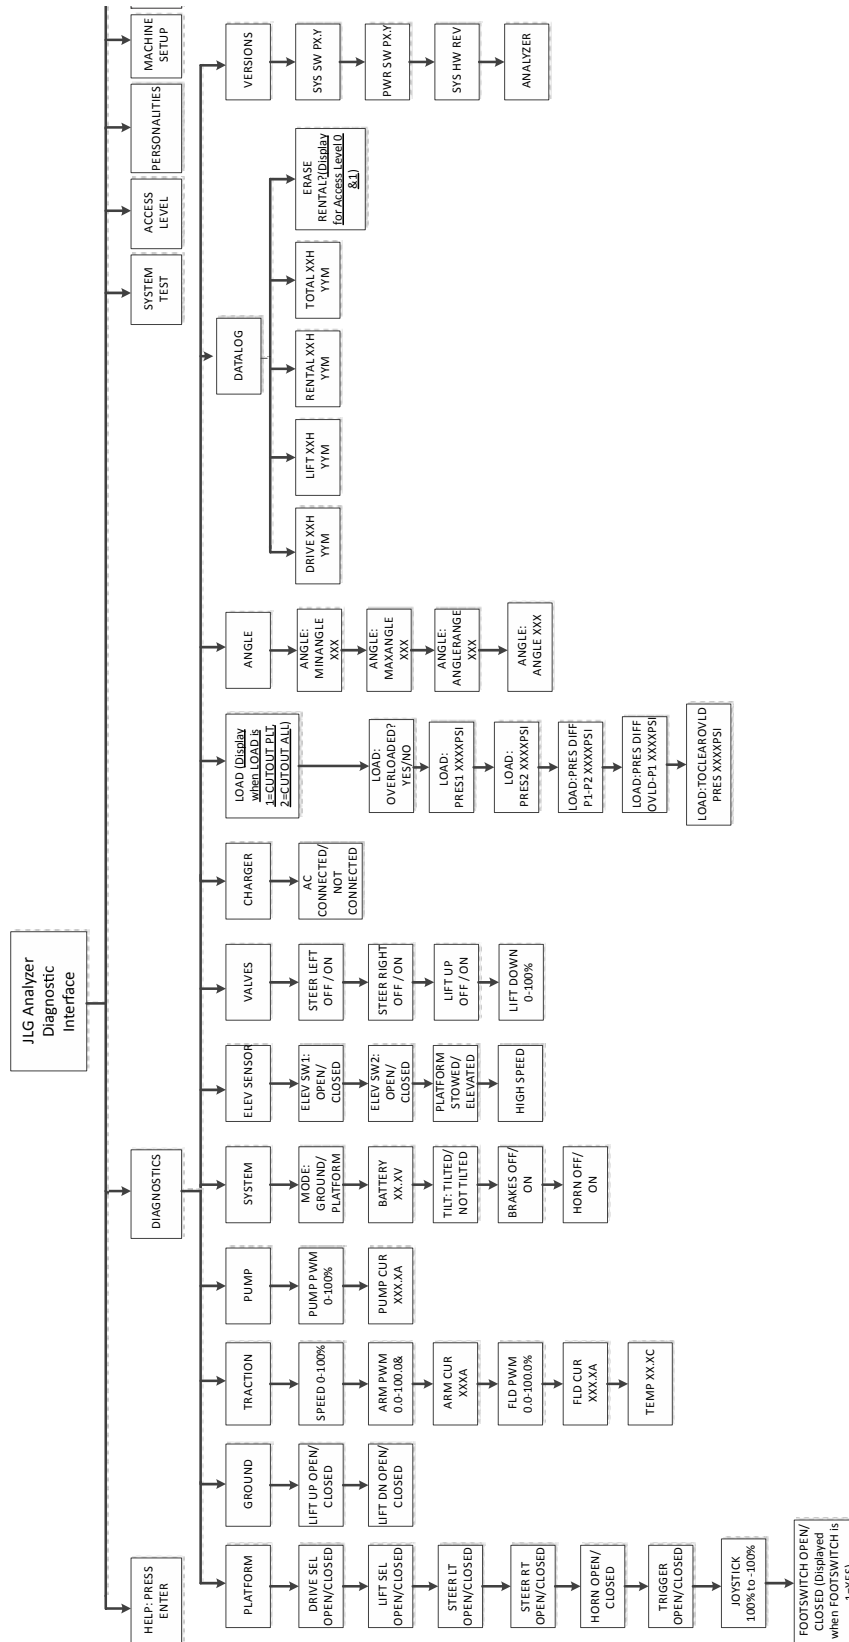 JLG Analyzer
Diagnostic
Interface
HELP: PRESS
ENTER
DIAGNOSTICS
SYSTEM
TEST
ACCESS
LEVEL
PERSONALITIES
MACHINE
SETUP
PLATFORM
DRIVE SEL
OPEN/CLOSED
LIFT SEL
OPEN/CLOSED
STEER LT
OPEN/CLOSED
STEER RT
OPEN/CLOSED
HORN OPEN/
CLOSED
TRIGGER
OPEN/CLOSED
JOYSTICK
100% to -100%
FOOTSWITCH OPEN/
CLOSED (Displayed
when FOOTSWITCH is
1=YES)
GROUND
LIFT UP OPEN/
CLOSED
LIFT DN OPEN/
CLOSED
TRACTION
SPEED 0-100%
ARM PWM
0.0-100.0&
ARM CUR
XXXA
FLD PWM
0.0-100.0%
FLD CUR
XXX.XA
TEMP XX.XC
PUMP
PUMP PWM
0-100%
PUMP CUR
XXX.XA
SYSTEM
MODE:
GROUND/
PLATFORM
BATTERY
XX.XV
TILT: TILTED/
NOT TILTED
BRAKES OFF/
ON
HORN OFF/
ON
ELEV SENSOR
ELEV SW1:
OPEN/
CLOSED
ELEV SW2:
OPEN/
CLOSED
PLATFORM
STOWED/
ELEVATED
HIGH SPEED
VALVES
STEER LEFT
OFF / ON
STEER RIGHT
OFF / ON
LIFT UP
OFF / ON
LIFT DOWN
0-100%
CHARGER
AC
CONNECTED/
NOT
CONNECTED
LOAD (Display
when LOAD is
1=CUTOUT PLT,
2=CUTOUT ALL)
LOAD:
OVERLOADED?
YES/NO
LOAD:
PRES1 XXXXPSI
LOAD:
PRES2 XXXXPSI
LOAD:PRES DIFF
P1-P2 XXXXPSI
LOAD:PRES DIFF
OVLD-P1 XXXXPSI
LOAD:TOCLEAROVLD
PRES XXXXPSI
ANGLE
ANGLE:
MINANGLE
XXX
ANGLE:
MAXANGLE
XXX
ANGLE:
ANGLERANGE
XXX
ANGLE:
ANGLE XXX
DATALOG
DRIVE XXH
YYM
LIFT XXH
YYM
RENTAL XXH
YYM
TOTAL XXH
YYM
ERASE
RENTAL?(Display
for Access Level 0
&1)
VERSIONS
SYS SW PX.Y
PWR SW PX.Y
SYS HW REV
ANALYZER